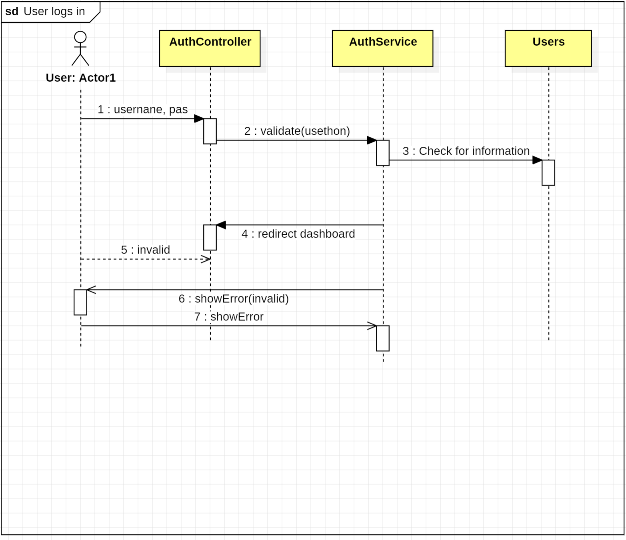 sd User logs in
AuthController
AuthService
Users
User: Actor1
1 : usernane, pas
2 : validate(usethon)
3 : Check for information
4 : redirect dashboard
5 : invalid
6 : showError(invalid)
7 : showError